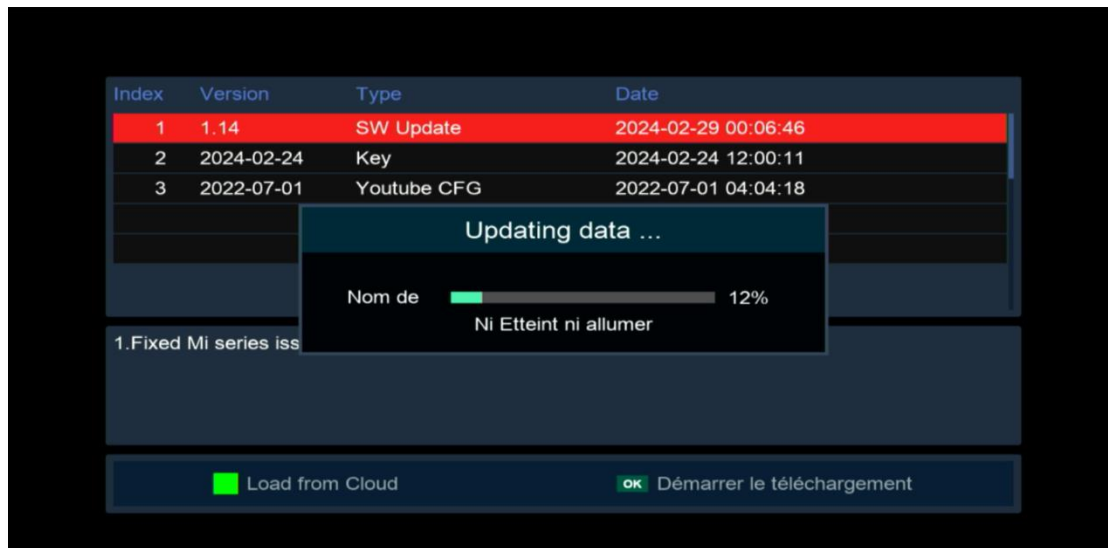 Index Version Type Date
1 1.14 SW Update 2024-02-29 00:06:46
2 2024-02-24 Key 2024-02-24 12:00:11
3 2022-07-01 Youtube CFG 2022-07-01 04:04:18
Updating data ...
Nom de 12%
Ni Etteint ni allumer
1.Fixed Mi series iss
Load from Cloud OK Démarrer le téléchargement